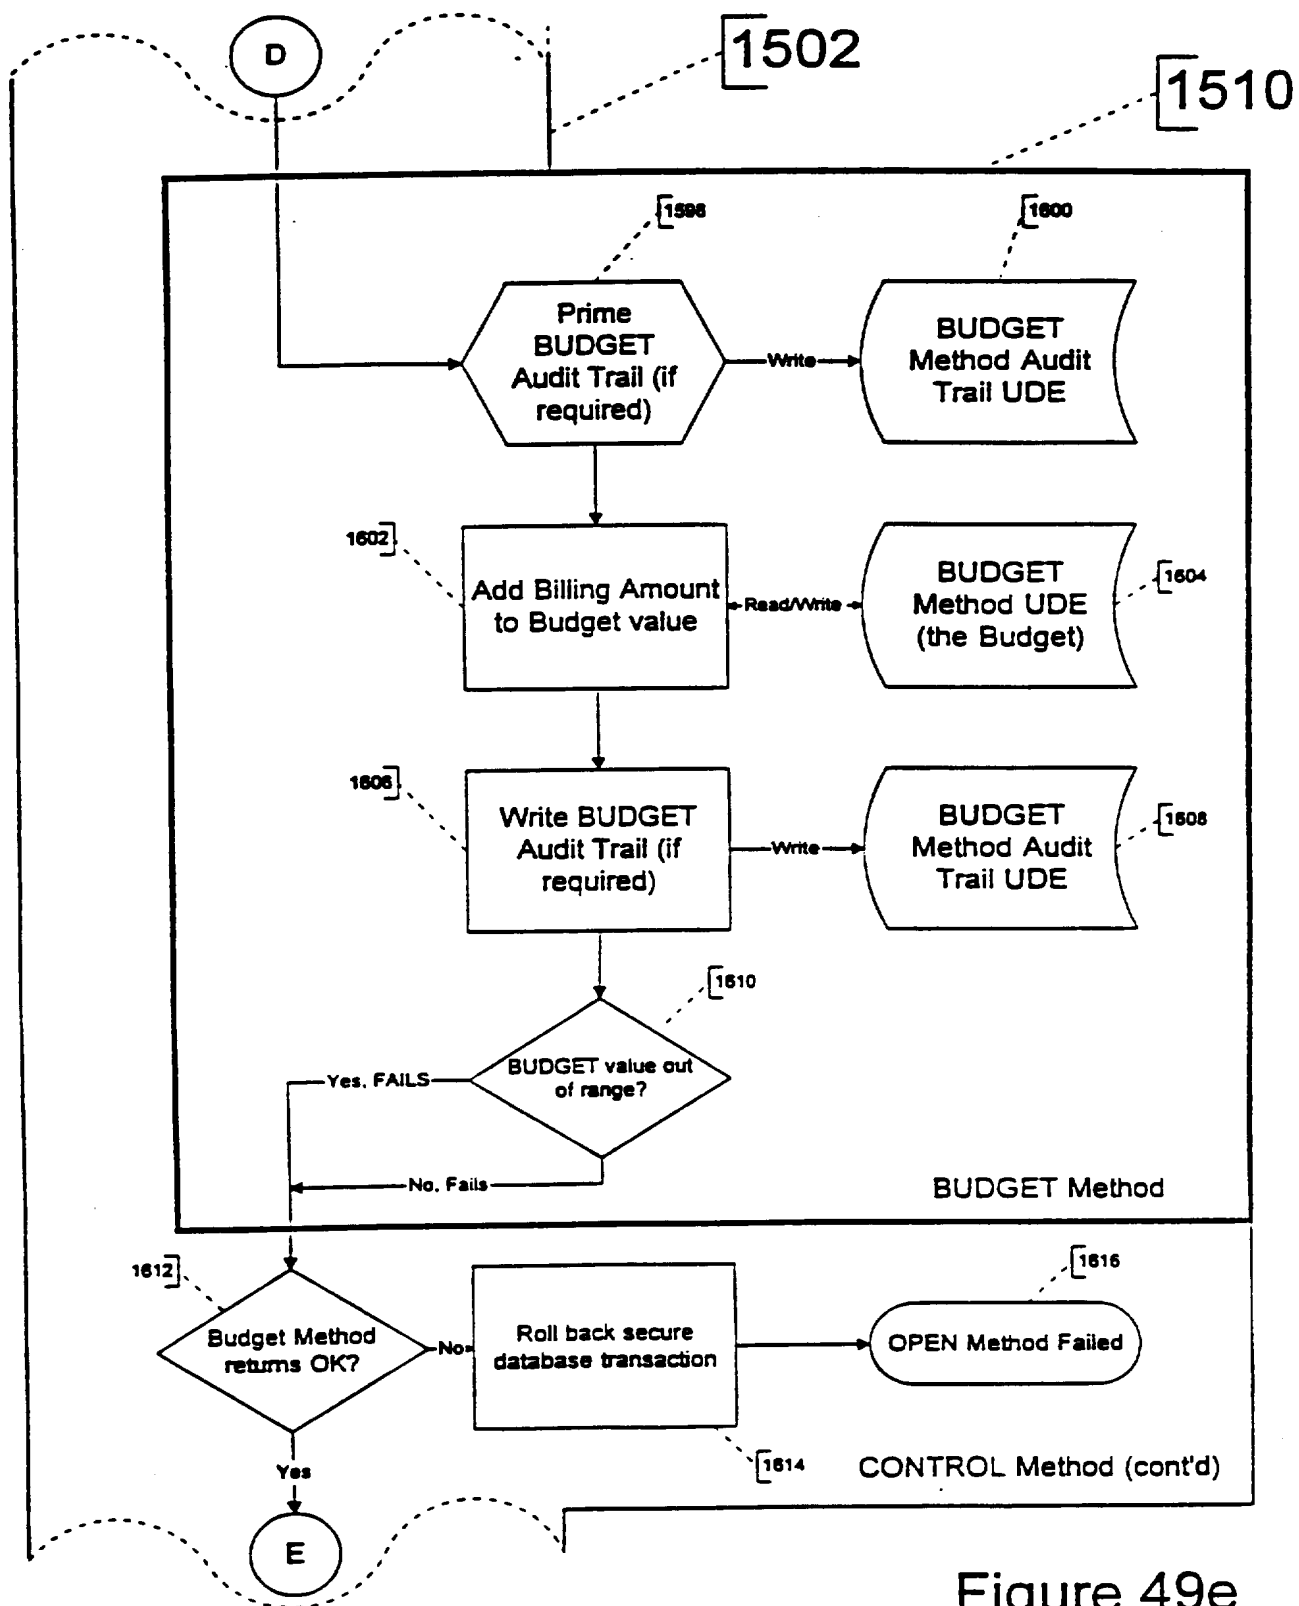 D
1502
1510
1598
1600
Prime
BUDGET
Audit Trail (if
required)
Write
BUDGET
Method Audit
Trail UDE
1602
Add Billing Amount
to Budget value
Read/Write
BUDGET
Method UDE
(the Budget)
1604
1606
Write BUDGET
Audit Trail (if
required)
Write
BUDGET
Method Audit
Trail UDE
1608
1610
BUDGET value out
of range?
Yes, FAILS
No, Fails
BUDGET Method
1612
Budget Method
returns OK?
No
Roll back secure
database transaction
1616
OPEN Method Failed
1614
CONTROL Method (cont'd)
Yes
E
Figure 49e